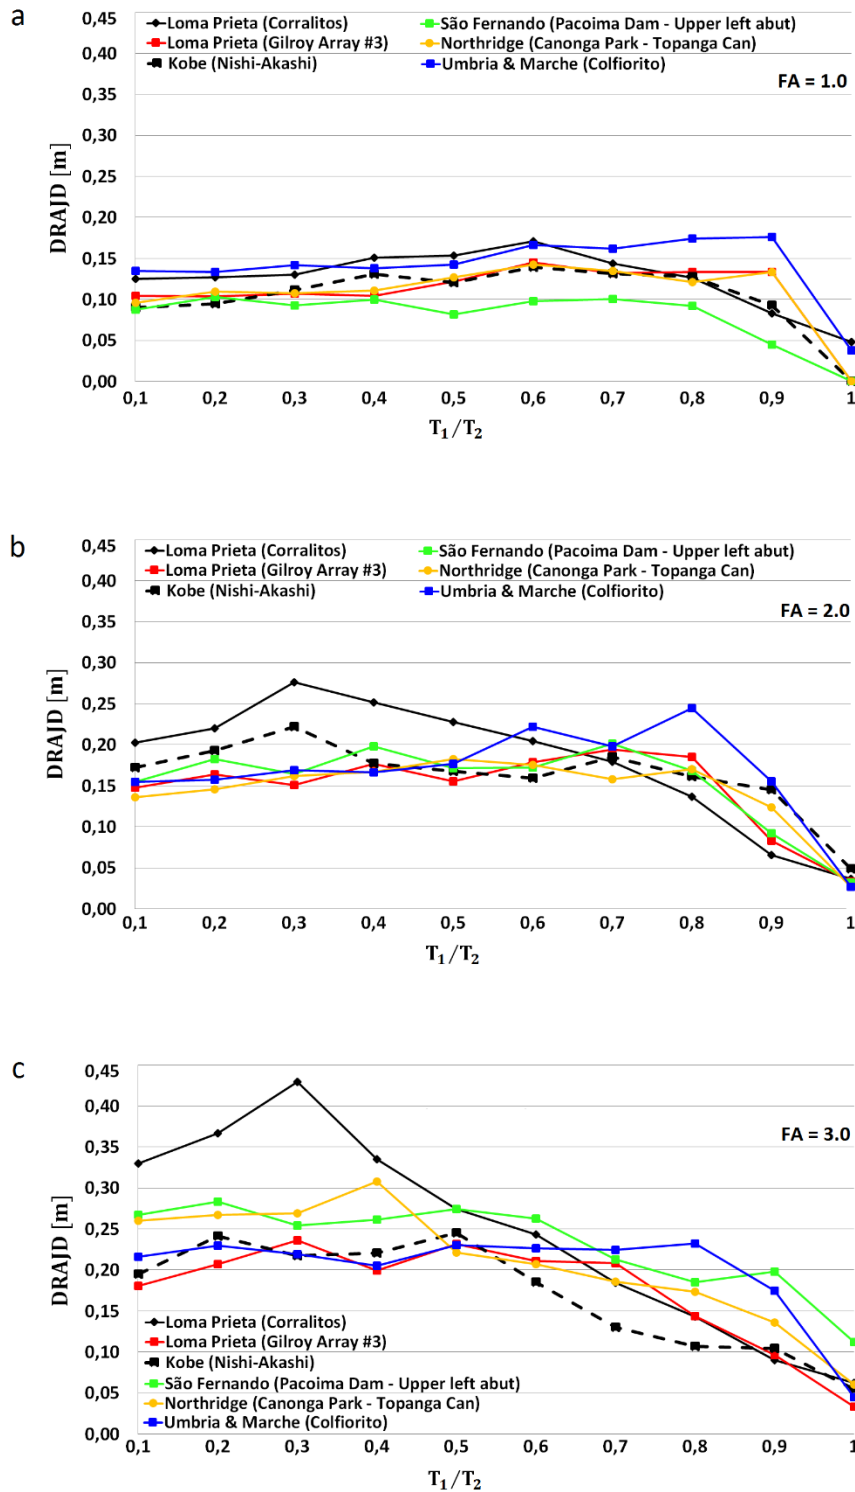 a
Loma Prieta (Corralitos)
São Fernando (Pacoima Dam - Upper left abut)
Loma Prieta (Gilroy Array #3)
Northridge (Canonga Park - Topanga Can)
Kobe (Nishi-Akashi)
Umbria & Marche (Colfiorito)
FA = 1.0
DRAJD [m]
0,45
0,40
0,35
0,30
0,25
0,20
0,15
0,10
0,05
0,00
0,1 0,2 0,3 0,4 0,5 0,6 0,7 0,8 0,9 1
T₁/T₂
b
Loma Prieta (Corralitos)
São Fernando (Pacoima Dam - Upper left abut)
Loma Prieta (Gilroy Array #3)
Northridge (Canonga Park - Topanga Can)
Kobe (Nishi-Akashi)
Umbria & Marche (Colfiorito)
FA = 2.0
DRAJD [m]
0,45
0,40
0,35
0,30
0,25
0,20
0,15
0,10
0,05
0,00
0,1 0,2 0,3 0,4 0,5 0,6 0,7 0,8 0,9 1
T₁/T₂
c
FA = 3.0
DRAJD [m]
0,45
0,40
0,35
0,30
0,25
0,20
0,15
0,10
0,05
0,00
Loma Prieta (Corralitos)
Loma Prieta (Gilroy Array #3)
Kobe (Nishi-Akashi)
São Fernando (Pacoima Dam - Upper left abut)
Northridge (Canonga Park - Topanga Can)
Umbria & Marche (Colfiorito)
0,1 0,2 0,3 0,4 0,5 0,6 0,7 0,8 0,9 1
T₁/T₂